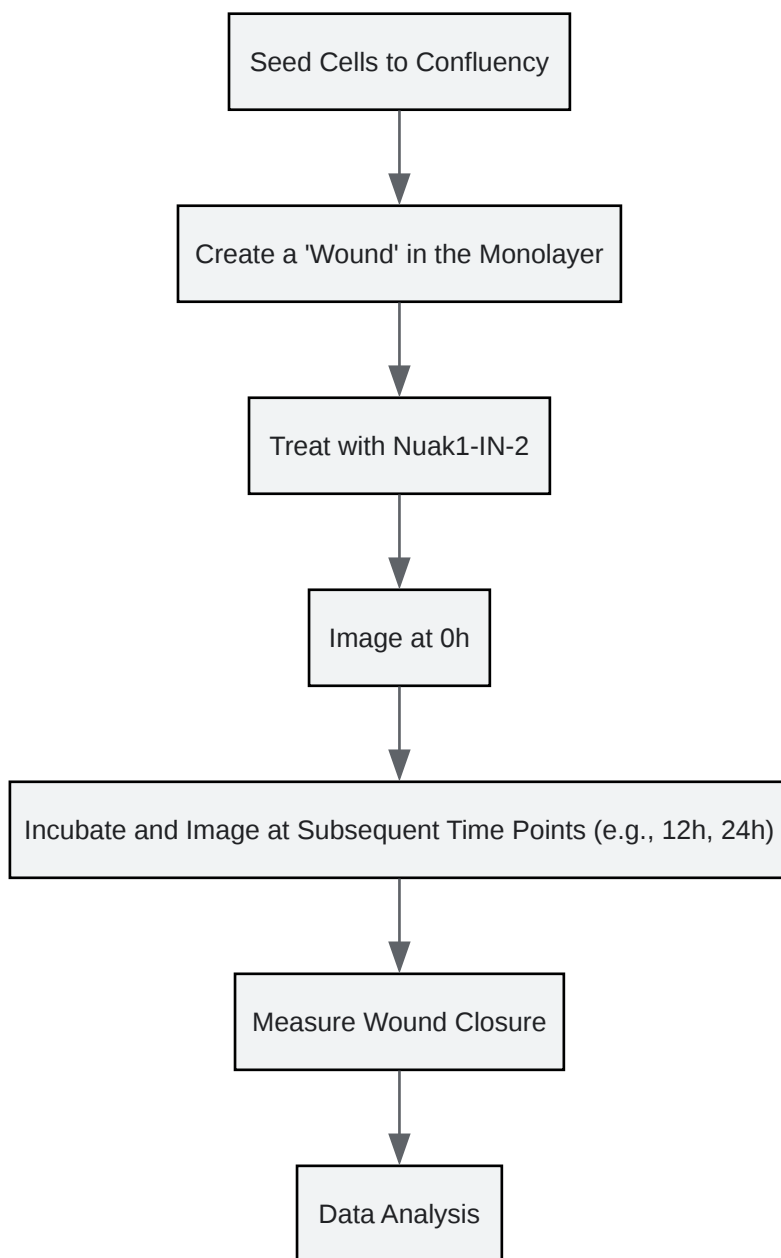 Seed Cells to Confluency
Create a 'Wound' in the Monolayer
Treat with Nuak1-IN-2
Image at 0h
Incubate and Image at Subsequent Time Points (e.g., 12h, 24h)
Measure Wound Closure
Data Analysis